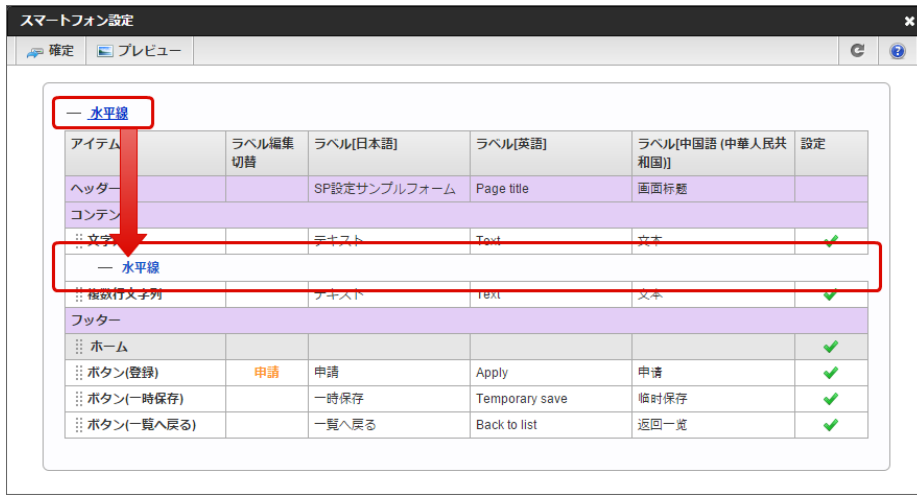 スマートフォン設定
確定 プレビュー
水平線
アイテム ラベル編集切替 ラベル[日本語] ラベル[英語] ラベル[中国語 (中華人民共和国)] 設定
ヘッダー SP設定サンプルフォーム Page title 画面标题
コンテン
文字 テキスト Text 文本
水平線
複数行文字列 テキスト Text 文本
フッター
ホーム
ボタン(登録) 申請 申請 Apply 申请
ボタン(一時保存) 一時保存 Temporary save 临时保存
ボタン(一覧へ戻る) 一覧へ戻る Back to list 返回一览